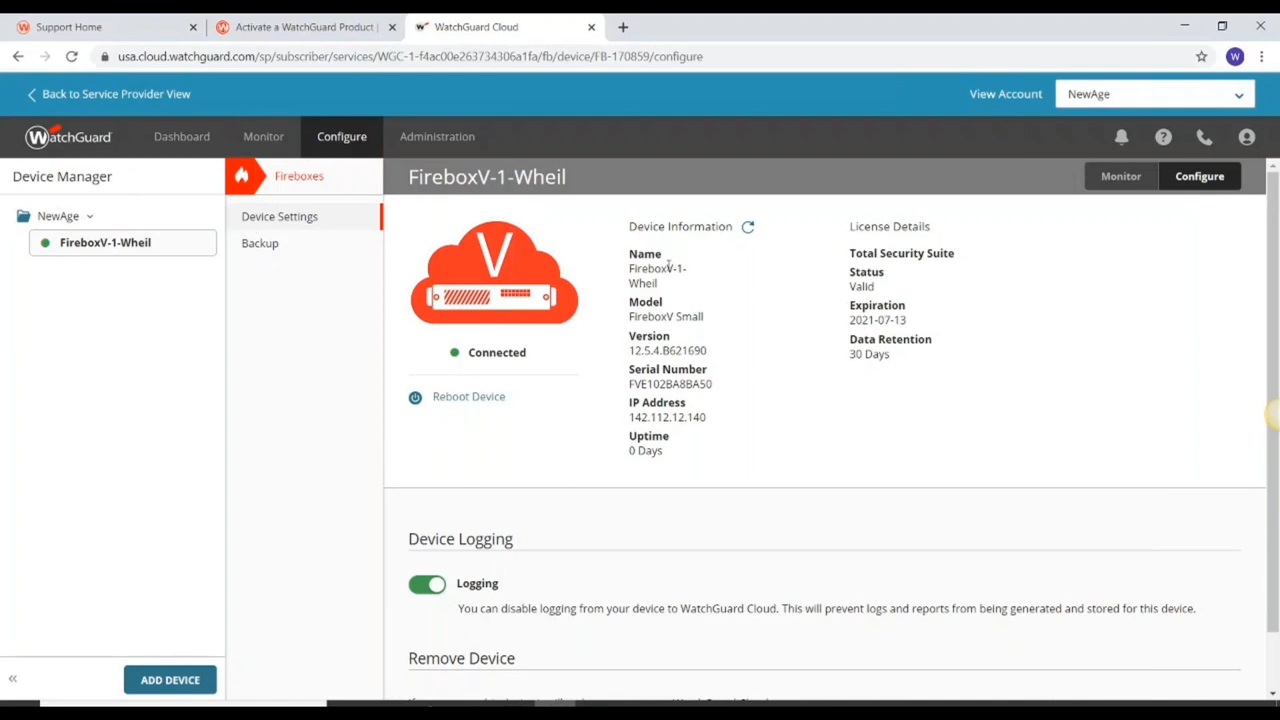 Support Home
Activate a WatchGuard Product
WatchGuard Cloud
usa.cloud.watchguard.com/sp/subscriber/services/WGC-1-f4ac00e263734306a1fa/fb/device/FB-170859/configure
W
Back to Service Provider View
View Account
NewAge
WatchGuard
Dashboard
Monitor
Configure
Administration
Device Manager
Fireboxes
FireboxV-1-Wheil
Monitor
Configure
NewAge
FireboxV-1-Wheil
Device Settings
Backup
V
Connected
Reboot Device
Device Information
Name
FireboxV-1-
Wheil
Model
FireboxV Small
Version
12.5.4.B621690
Serial Number
FVE102BA8BA50
IP Address
142.112.12.140
Uptime
0 Days
License Details
Total Security Suite
Status
Valid
Expiration
2021-07-13
Data Retention
30 Days
Device Logging
Logging
You can disable logging from your device to WatchGuard Cloud. This will prevent logs and reports from being generated and stored for this device.
Remove Device
ADD DEVICE